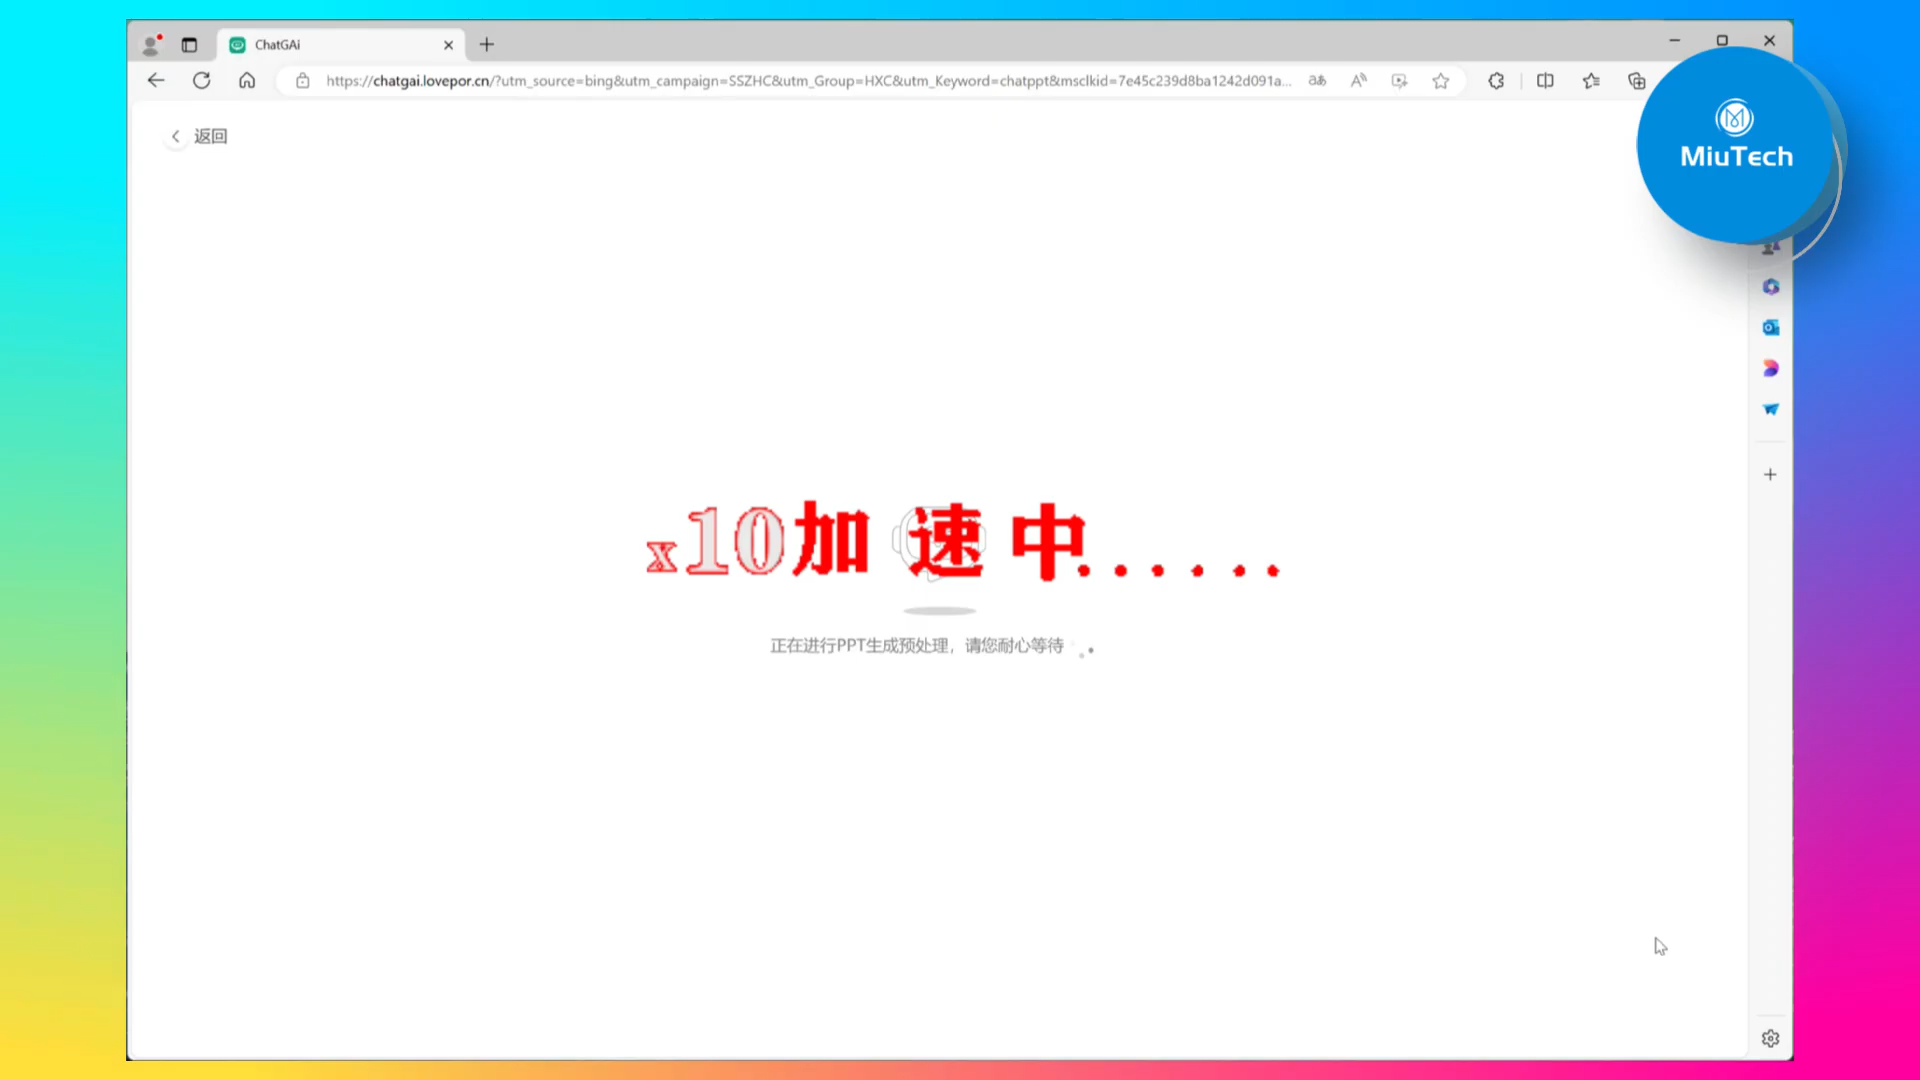 ChatGAi
https://chatgai.lovepor.cn/?utm_source=bing&utm_campaign=SSZHC&utm_Group=HXC&utm_Keyword=chatppt&msclkid=7e45c239d8ba1242d091a...
返回
MiuTech
x10加速中......
正在进行PPT生成预处理，请您耐心等待